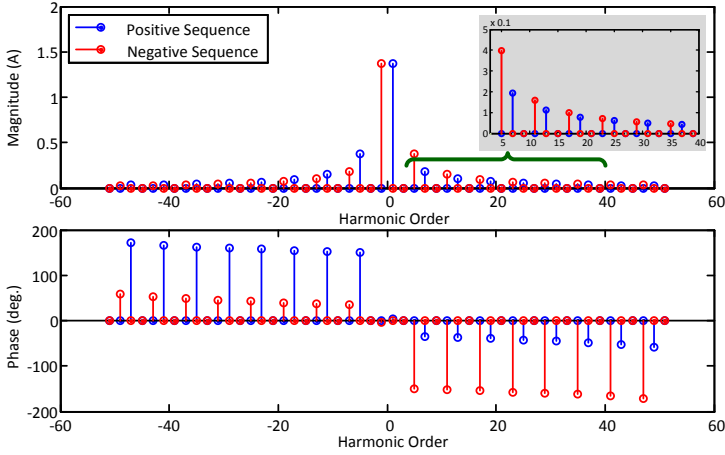 2
1.5
1
0.5
0
Magnitude (A)
Positive Sequence
Negative Sequence
x 0.1
5
4
3
2
1
0
5 10 15 20 25 30 35 40
-60 -40 -20 0 20 40 60
Harmonic Order
200
100
0
-100
-200
Phase (deg.)
-60 -40 -20 0 20 40 60
Harmonic Order